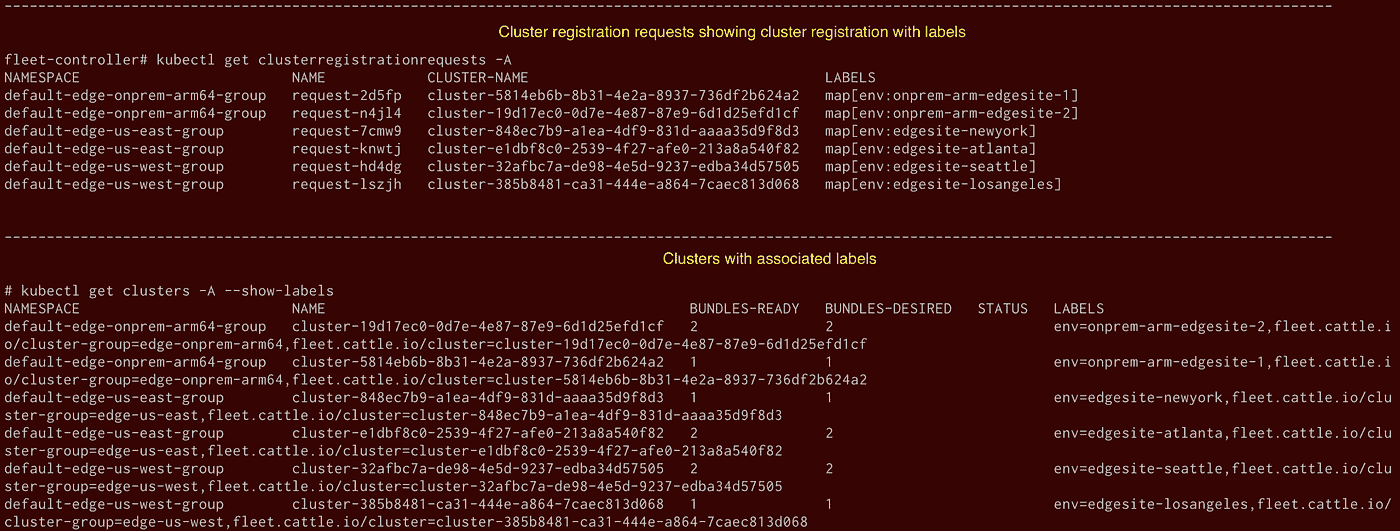 Cluster registration requests showing cluster registration with labels
fleet-controller# kubectl get clusterregistrationrequests -A
NAMESPACE NAME CLUSTER-NAME LABELS
default-edge-onprem-arm64-group request-2d5fp cluster-5814eb6b-8b31-4e2a-8937-736df2b624a2 map[env:onprem-arm-edgesite-1]
default-edge-onprem-arm64-group request-n4jl4 cluster-19d17ec0-0d7e-4e87-87e9-6d1d25efd1cf map[env:onprem-arm-edgesite-2]
default-edge-us-east-group request-7cmw9 cluster-848ec7b9-a1ea-4df9-831d-aaaa35d9f8d3 map[env:edgesite-newyork]
default-edge-us-east-group request-knwtj cluster-e1dbf8c0-2539-4f27-afe0-213a8a540f82 map[env:edgesite-atlanta]
default-edge-us-west-group request-hd4dg cluster-32afbc7a-de98-4e5d-9237-edba34d57505 map[env:edgesite-seattle]
default-edge-us-west-group request-lszjh cluster-385b8481-ca31-444e-a864-7caec813d068 map[env:edgesite-losangeles]
Clusters with associated labels
# kubectl get clusters -A --show-labels
NAMESPACE NAME BUNDLES-READY BUNDLES-DESIRED STATUS LABELS
default-edge-onprem-arm64-group cluster-19d17ec0-0d7e-4e87-87e9-6d1d25efd1cf 2 2 env=onprem-arm-edgesite-2,fleet.cattle.i
o/cluster-group=edge-onprem-arm64,fleet.cattle.io/cluster=cluster-19d17ec0-0d7e-4e87-87e9-6d1d25efd1cf
default-edge-onprem-arm64-group cluster-5814eb6b-8b31-4e2a-8937-736df2b624a2 1 1 env=onprem-arm-edgesite-1,fleet.cattle.i
o/cluster-group=edge-onprem-arm64,fleet.cattle.io/cluster=cluster-5814eb6b-8b31-4e2a-8937-736df2b624a2
default-edge-us-east-group cluster-848ec7b9-a1ea-4df9-831d-aaaa35d9f8d3 1 1 env=edgesite-newyork,fleet.cattle.io/clu
ster-group=edge-us-east,fleet.cattle.io/cluster=cluster-848ec7b9-a1ea-4df9-831d-aaaa35d9f8d3
default-edge-us-east-group cluster-e1dbf8c0-2539-4f27-afe0-213a8a540f82 2 2 env=edgesite-atlanta,fleet.cattle.io/clu
ster-group=edge-us-east,fleet.cattle.io/cluster=cluster-e1dbf8c0-2539-4f27-afe0-213a8a540f82
default-edge-us-west-group cluster-32afbc7a-de98-4e5d-9237-edba34d57505 2 2 env=edgesite-seattle,fleet.cattle.io/clu
ster-group=edge-us-west,fleet.cattle.io/cluster=cluster-32afbc7a-de98-4e5d-9237-edba34d57505
default-edge-us-west-group cluster-385b8481-ca31-444e-a864-7caec813d068 1 1 env=edgesite-losangeles,fleet.cattle.io/
cluster-group=edge-us-west,fleet.cattle.io/cluster=cluster-385b8481-ca31-444e-a864-7caec813d068